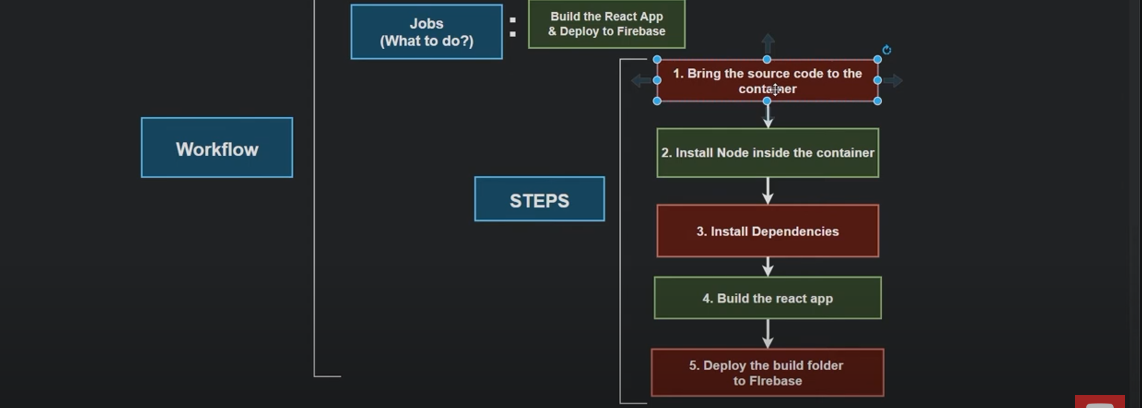 Jobs
(What to do?)
:
Build the React App
& Deploy to Firebase
1. Bring the source code to the
container
Workflow
2. Install Node inside the container
STEPS
3. Install Dependencies
4. Build the react app
5. Deploy the build folder
to FIrebase